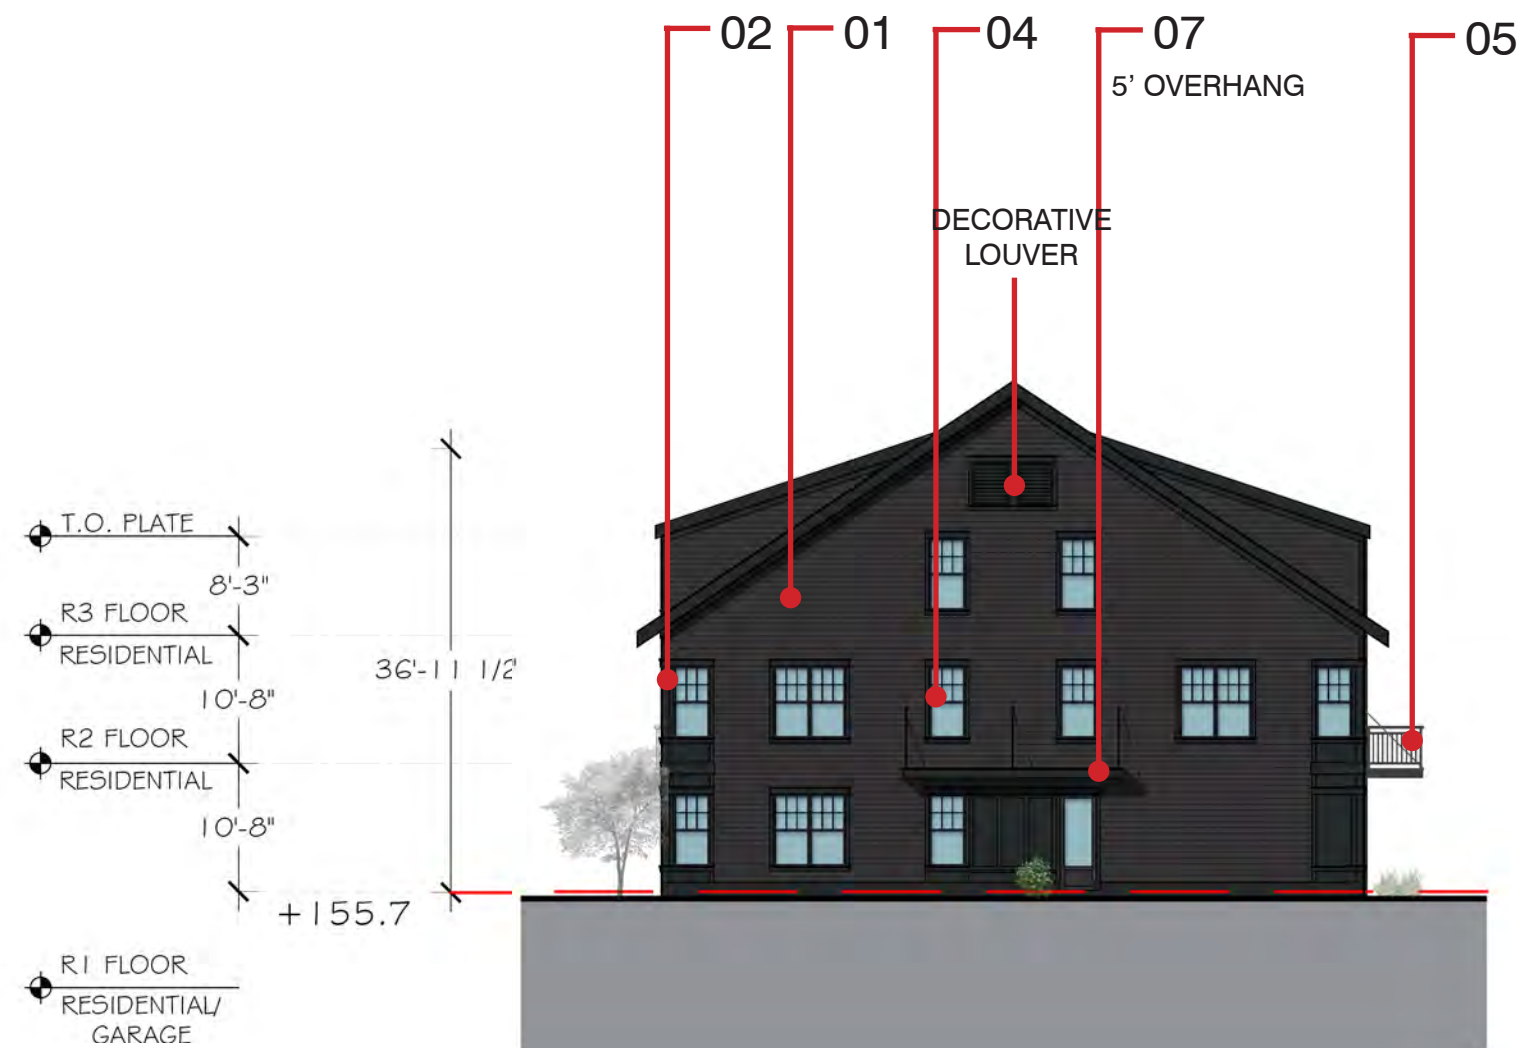 02
01
04
07
05
5’ OVERHANG
DECORATIVE
LOUVER
T.O. PLATE
8'-3"
R3 FLOOR
RESIDENTIAL
36'-11 1/2'
10'-8"
R2 FLOOR
RESIDENTIAL
10'-8"
+155.7
R1 FLOOR
RESIDENTIAL/
GARAGE